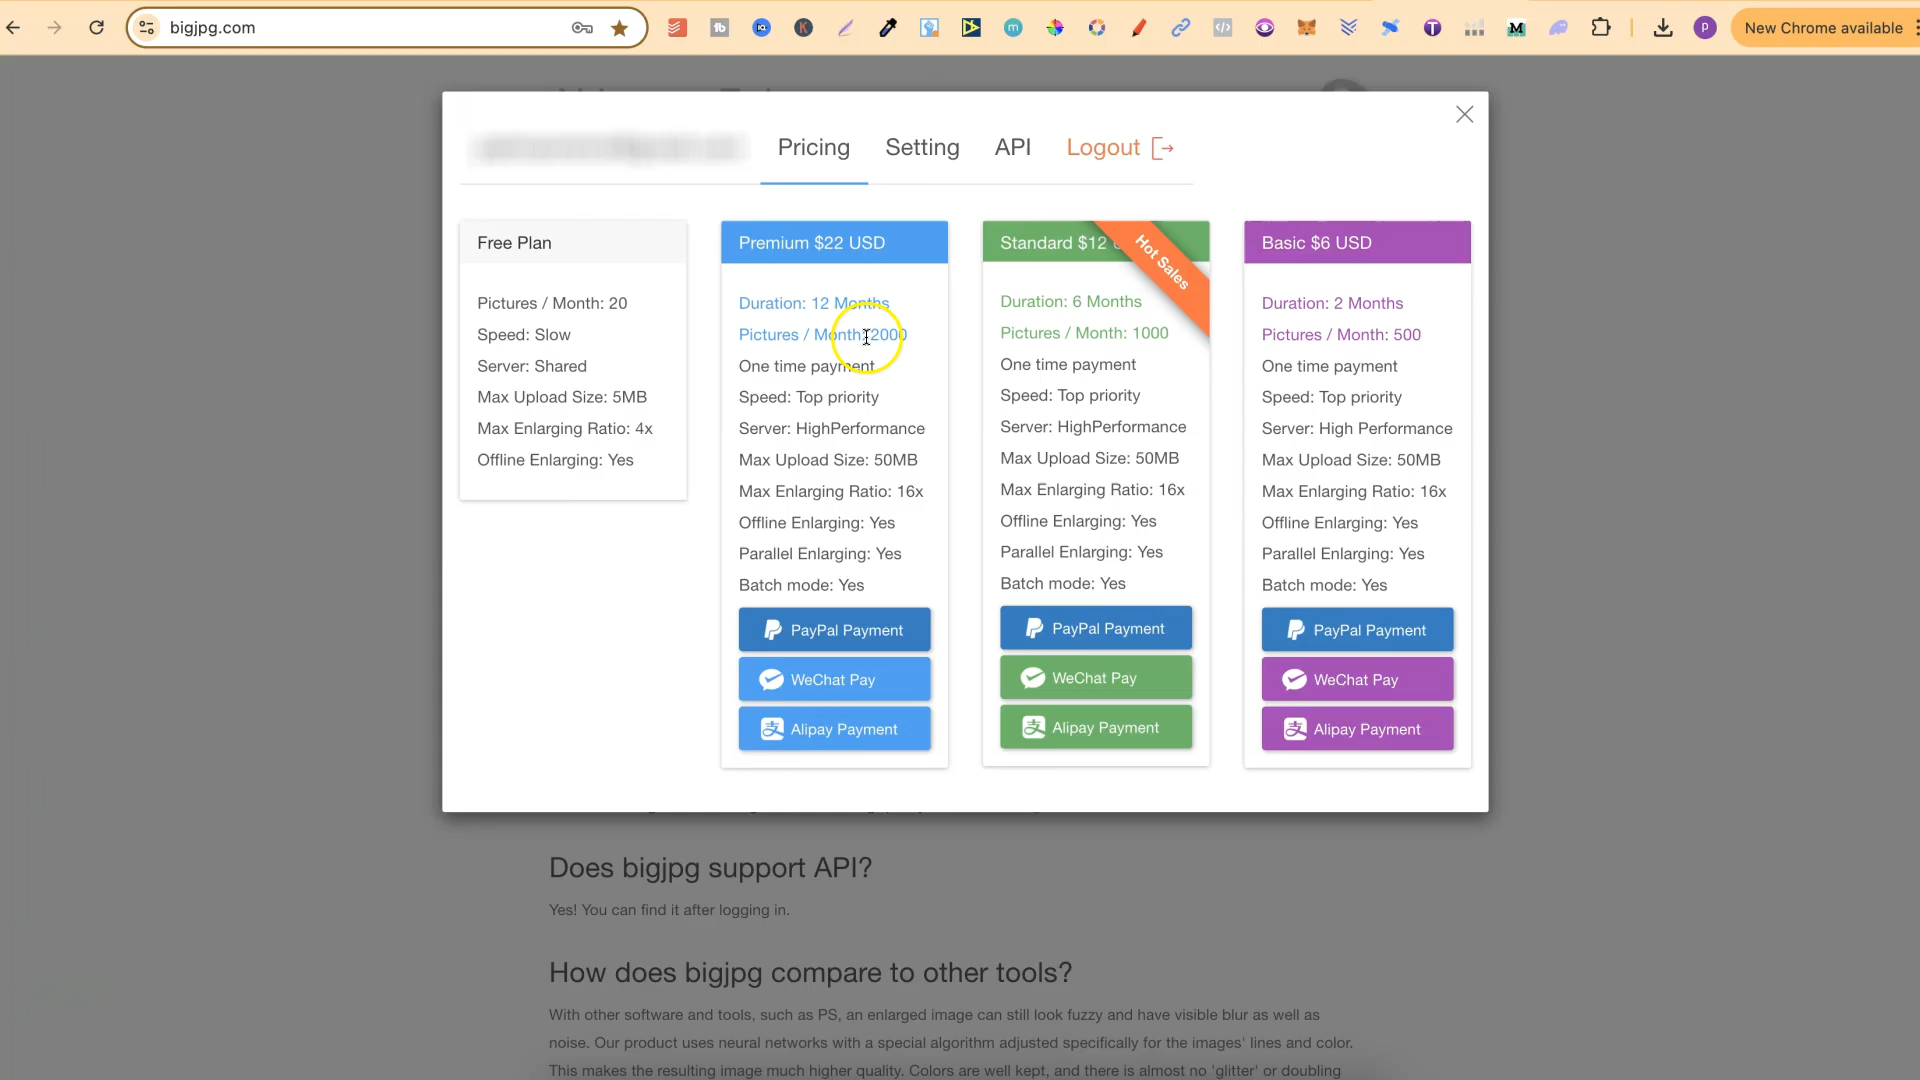 bigjpg.com
New Chrome available
Pricing
Setting
API
Logout
Free Plan
Pictures / Month: 20
Speed: Slow
Server: Shared
Max Upload Size: 5MB
Max Enlarging Ratio: 4x
Offline Enlarging: Yes
Premium $22 USD
Duration: 12 Months
Pictures / Month: 2000
One time payment
Speed: Top priority
Server: HighPerformance
Max Upload Size: 50MB
Max Enlarging Ratio: 16x
Offline Enlarging: Yes
Parallel Enlarging: Yes
Batch mode: Yes
PayPal Payment
WeChat Pay
Alipay Payment
Standard $12
Hot Sales
Duration: 6 Months
Pictures / Month: 1000
One time payment
Speed: Top priority
Server: HighPerformance
Max Upload Size: 50MB
Max Enlarging Ratio: 16x
Offline Enlarging: Yes
Parallel Enlarging: Yes
Batch mode: Yes
PayPal Payment
WeChat Pay
Alipay Payment
Basic $6 USD
Duration: 2 Months
Pictures / Month: 500
One time payment
Speed: Top priority
Server: High Performance
Max Upload Size: 50MB
Max Enlarging Ratio: 16x
Offline Enlarging: Yes
Parallel Enlarging: Yes
Batch mode: Yes
PayPal Payment
WeChat Pay
Alipay Payment
Does bigjpg support API?
Yes! You can find it after logging in.
How does bigjpg compare to other tools?
With other software and tools, such as PS, an enlarged image can still look fuzzy and have visible blur as well as
noise. Our product uses neural networks with a special algorithm adjusted specifically for the images' lines and color.
This makes the resulting image much higher quality. Colors are well kept, and there is almost no 'glitter' or doubling